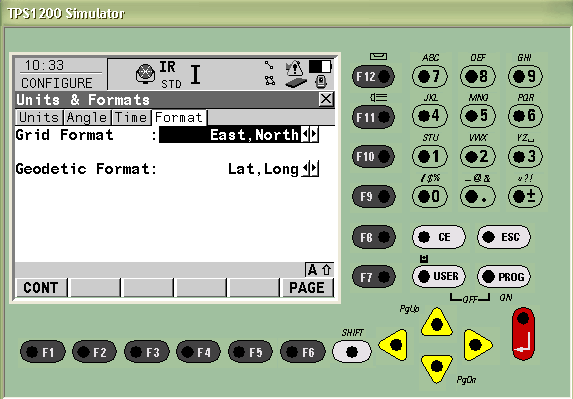 TPS1200 Simulator
10:33
CONFIGURE
IR
STD
I
Units & Formats
Units Angle Time Format
Grid Format : East,North
Geodetic Format: Lat,Long
A
CONT PAGE
ABC DEF GHI
F12 7 8 9
JKL MNO PQR
F11 4 5 6
STU VWX YZ
F10 1 2 3
/$% _@&
F9 0 . ±
F8 CE ESC
F7 USER PROG
OFF ON
PgUp
SHIFT
F1 F2 F3 F4 F5 F6
PgDn